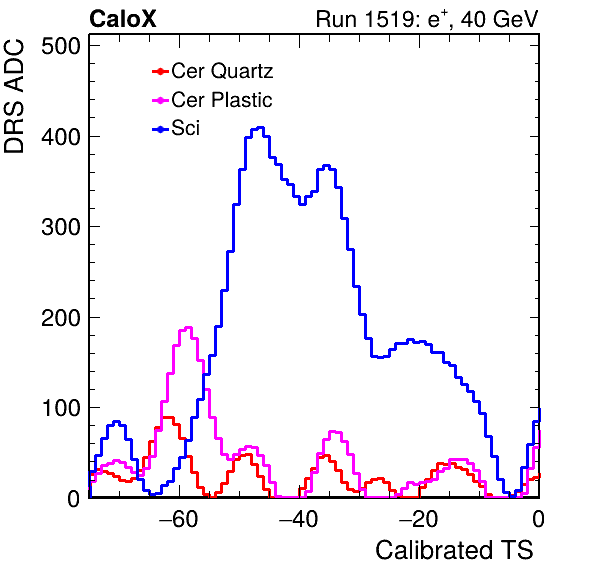 CaloX Run 1519: e⁺, 40 GeV
DRS ADC
500
Cer Quartz
Cer Plastic
Sci
400
300
200
100
0
−60 −40 −20 0
Calibrated TS